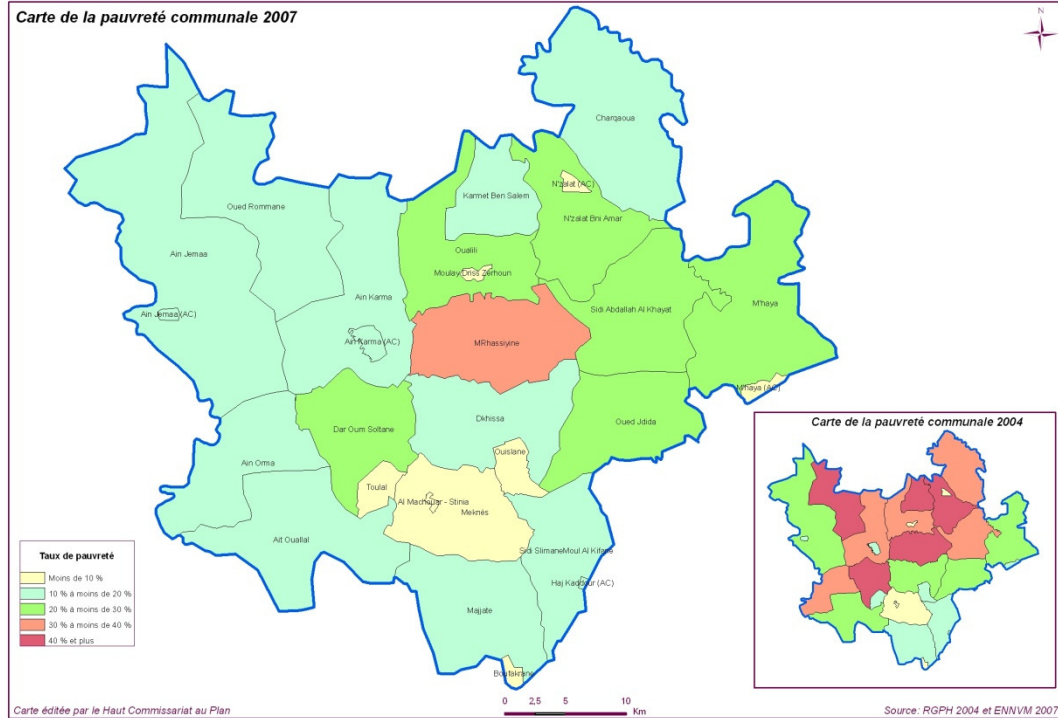 Carte de la pauvreté communale 2007
N
Charqaoua
N'zalat (AC)
Karmet Ben Salem
Oued Rommane
N'zalat Bni Amar
Oualili
Ain Jemaa
Moulay Driss Zerhoun
Ain Karma
M'haya
Sidi Abdallah Al Khayat
Ain Jemaa (AC)
Ain Karma (AC)
MRhassiyine
M'haya (AC)
Dkhissa
Oued Jdida
Dar Oum Soltane
Ouislane
Ain Orma
Toulal
Al Machouar - Stinia
Meknès
Ait Ouallal
Sidi SlimaneMoul Al Kifane
Haj Kaddour (AC)
Majjate
Boufakrane
Carte de la pauvreté communale 2004
Taux de pauvreté
Moins de 10 %
10 % à moins de 20 %
20 % à moins de 30 %
30 % à moins de 40 %
40 % et plus
0 2,5 5 10
Km
Carte éditée par le Haut Commissariat au Plan
Source: RGPH 2004 et ENNVM 2007